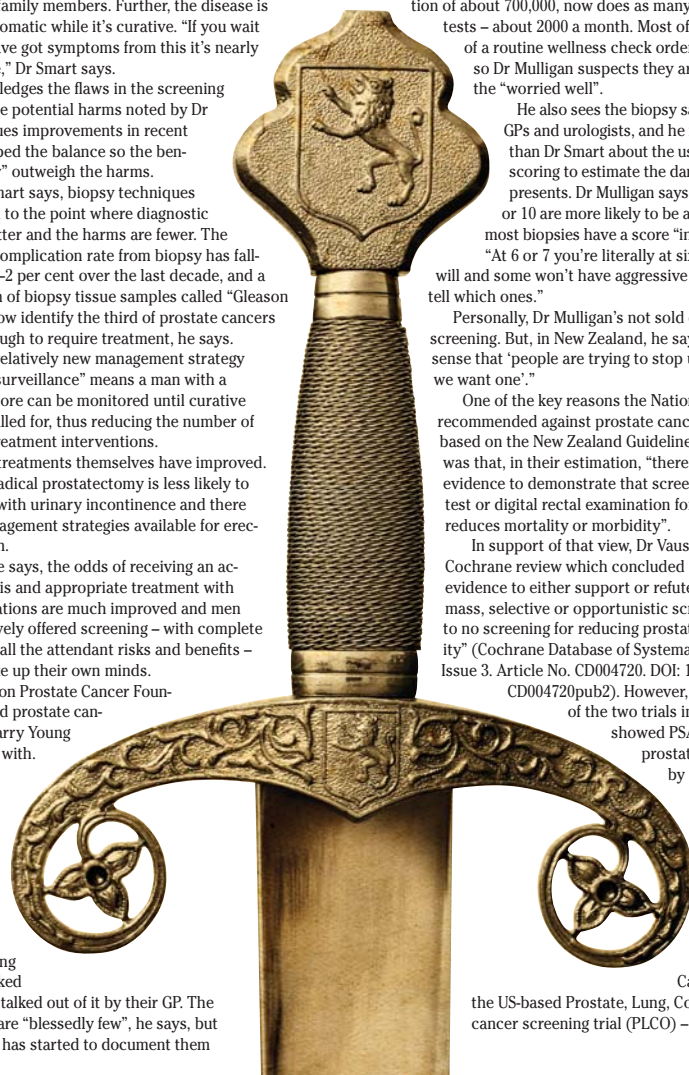 family members. Further, the disease is
omatic while it's curative. “If you wait
ve got symptoms from this it's nearly
,” Dr Smart says.
ledges the flaws in the screening
e potential harms noted by Dr
ues improvements in recent
ped the balance so the ben-
” outweigh the harms.
mart says, biopsy techniques
to the point where diagnostic
tter and the harms are fewer. The
omplication rate from biopsy has fall-
–2 per cent over the last decade, and a
n of biopsy tissue samples called “Gleason
ow identify the third of prostate cancers
ugh to require treatment, he says.
relatively new management strategy
surveillance” means a man with a
ore can be monitored until curative
lled for, thus reducing the number of
reatment interventions.
treatments themselves have improved.
adical prostatectomy is less likely to
with urinary incontinence and there
agement strategies available for erec-
n.
e says, the odds of receiving an ac-
is and appropriate treatment with
ations are much improved and men
vely offered screening – with complete
all the attendant risks and benefits –
ke up their own minds.
on Prostate Cancer Foun-
d prostate can-
arry Young
with.
ng
ked
talked out of it by their GP. The
are “blessedly few”, he says, but
has started to document them
tion of about 700,000, now does as many
tests – about 2000 a month. Most of
of a routine wellness check order
so Dr Mulligan suspects they ar
the “worried well”.
He also sees the biopsy sa
GPs and urologists, and he
than Dr Smart about the us
scoring to estimate the dan
presents. Dr Mulligan says
or 10 are more likely to be a
most biopsies have a score “in
“At 6 or 7 you're literally at six
will and some won't have aggressive
tell which ones.”
Personally, Dr Mulligan's not sold
screening. But, in New Zealand, he say
sense that ‘people are trying to stop u
we want one’.”
One of the key reasons the Nation
recommended against prostate canc
based on the New Zealand Guideline
was that, in their estimation, “there
evidence to demonstrate that scree
test or digital rectal examination fo
reduces mortality or morbidity”.
In support of that view, Dr Vaus
Cochrane review which concluded
evidence to either support or refute
mass, selective or opportunistic scr
to no screening for reducing prostat
ity” (Cochrane Database of Systema
Issue 3. Article No. CD004720. DOI: 1
CD004720pub2). However,
of the two trials in
showed PSA
prostat
by
Ca
the US-based Prostate, Lung, Co
cancer screening trial (PLCO) –